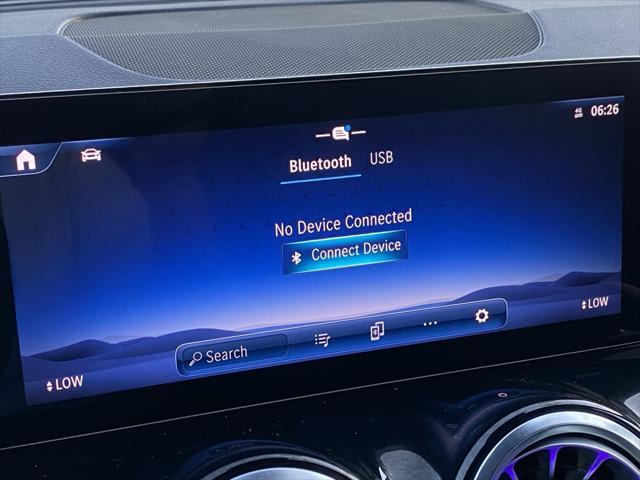 4G 06:26
Bluetooth USB
No Device Connected
Connect Device
LOW
Search
LOW